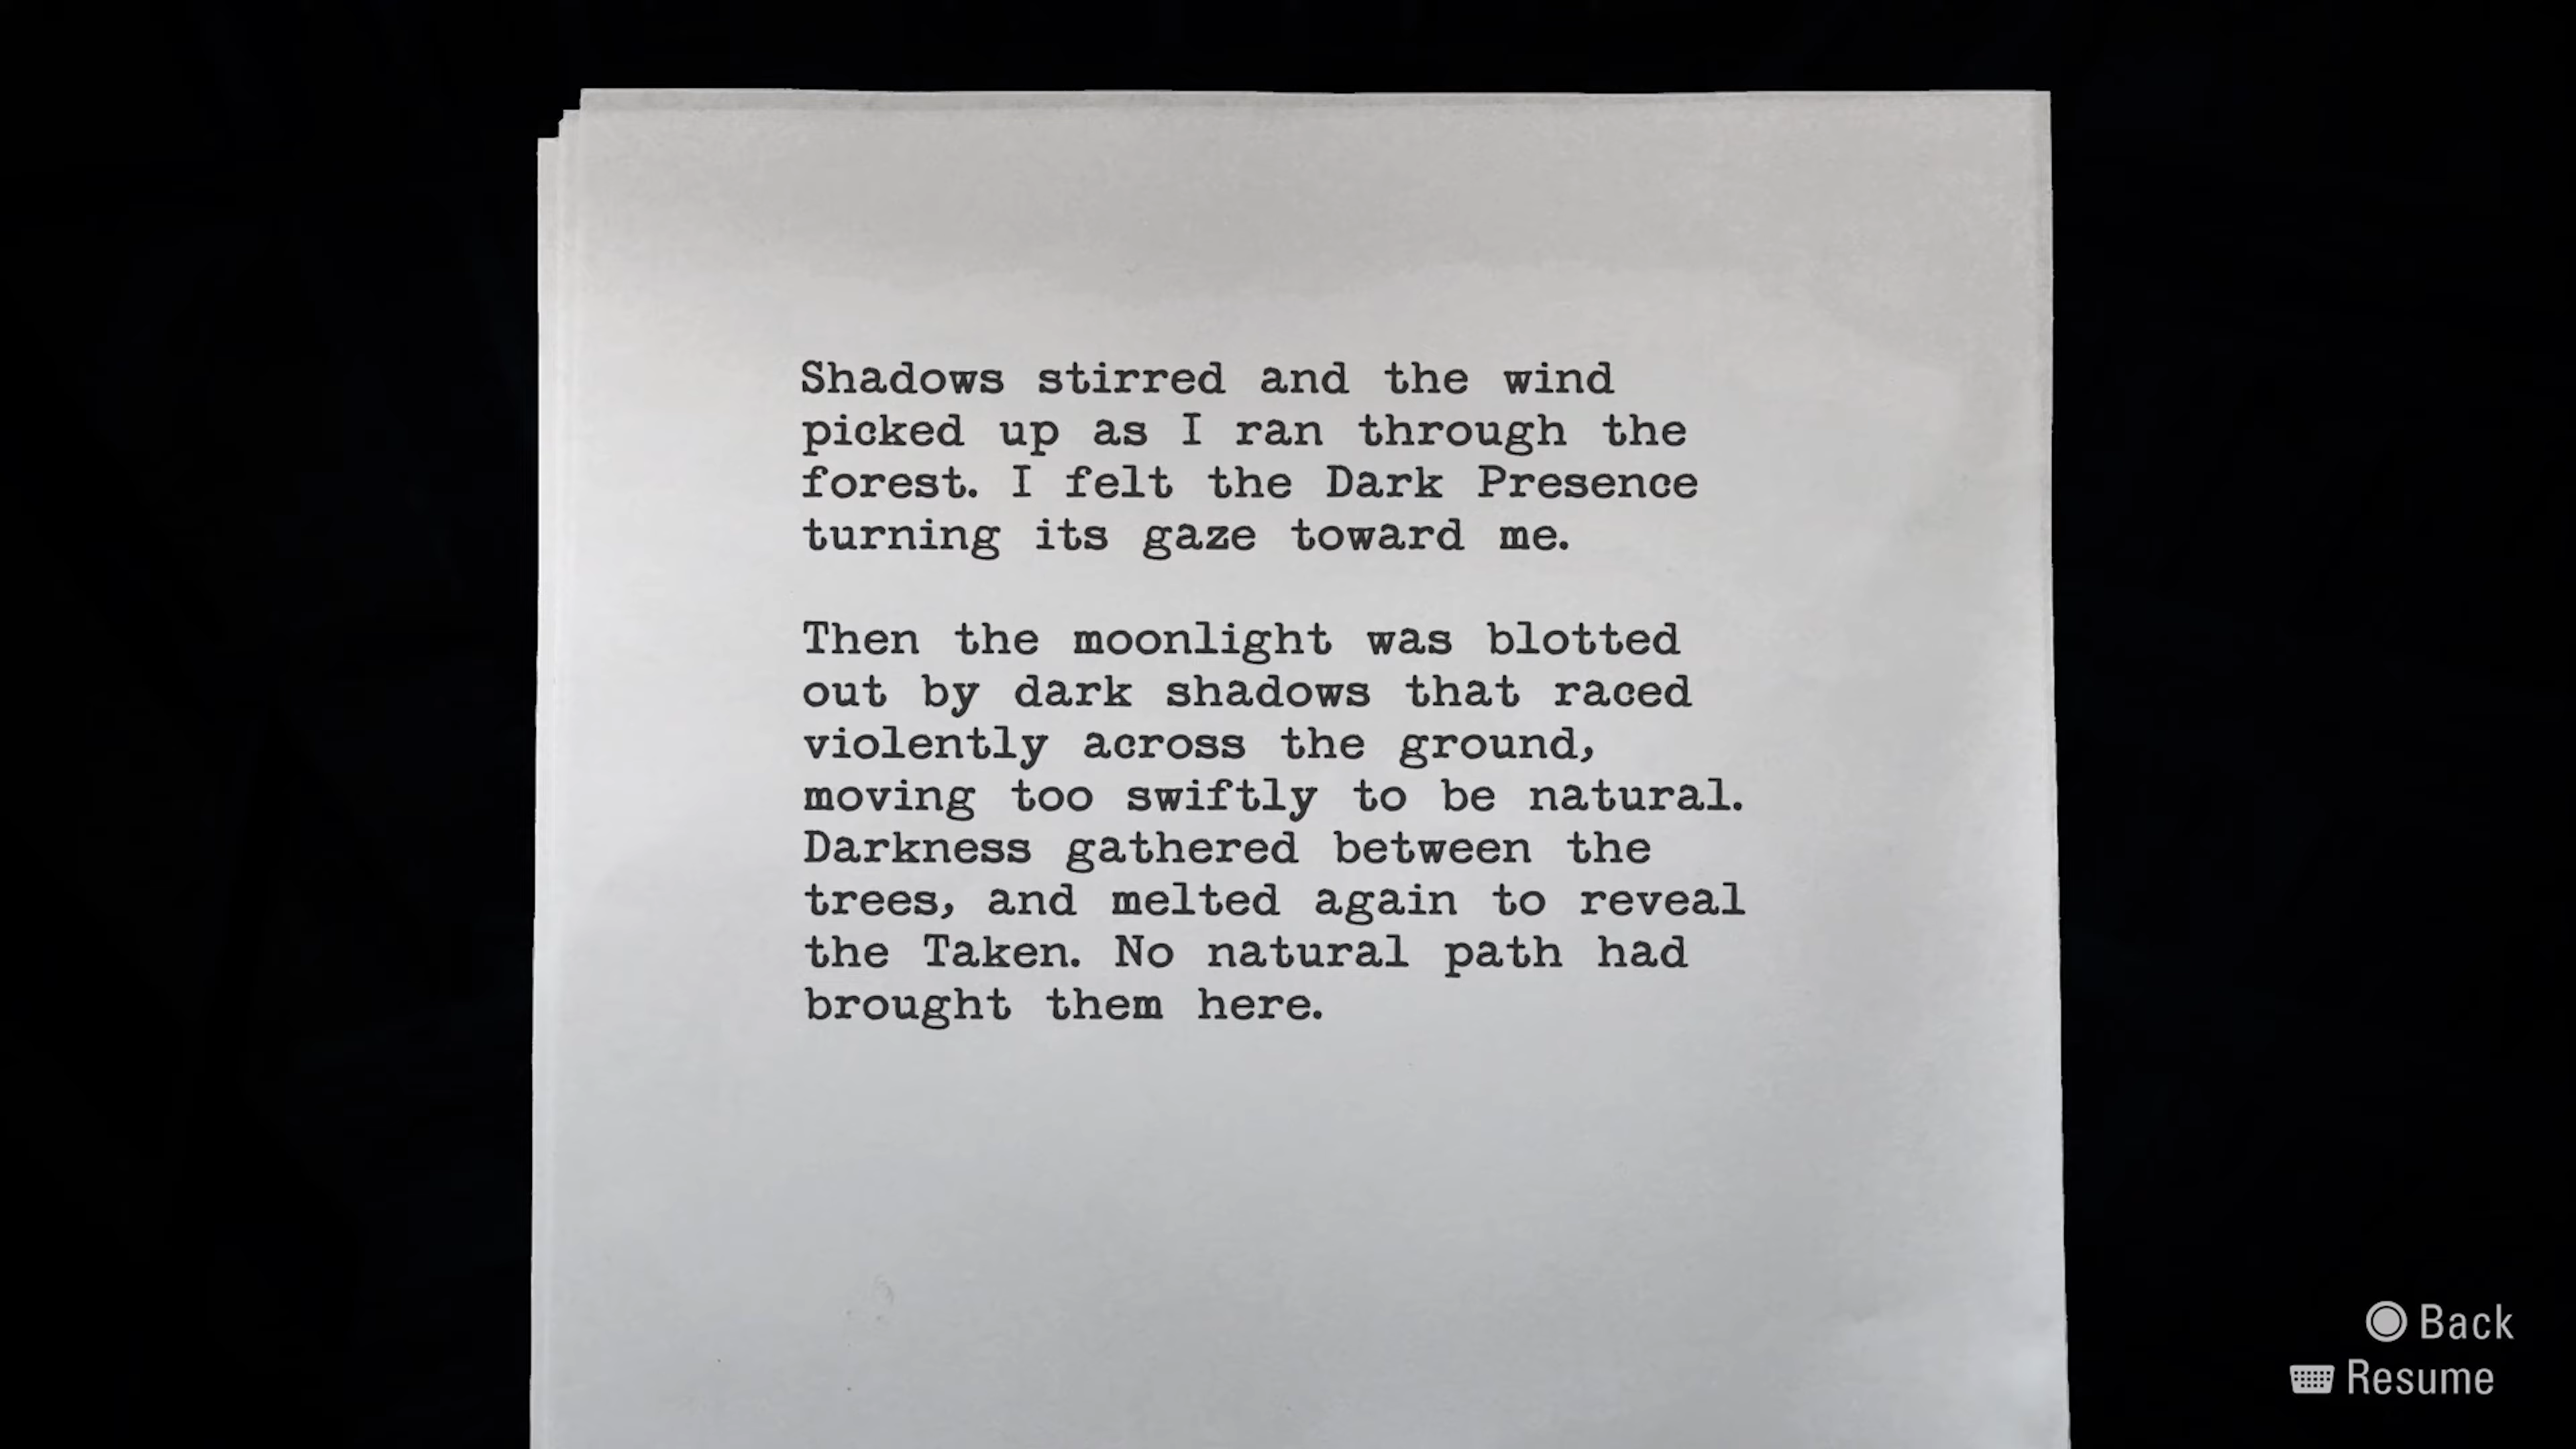 Shadows stirred and the wind
picked up as I ran through the
forest. I felt the Dark Presence
turning its gaze toward me.
Then the moonlight was blotted
out by dark shadows that raced
violently across the ground,
moving too swiftly to be natural.
Darkness gathered between the
trees, and melted again to reveal
the Taken. No natural path had
brought them here.
Back
Resume